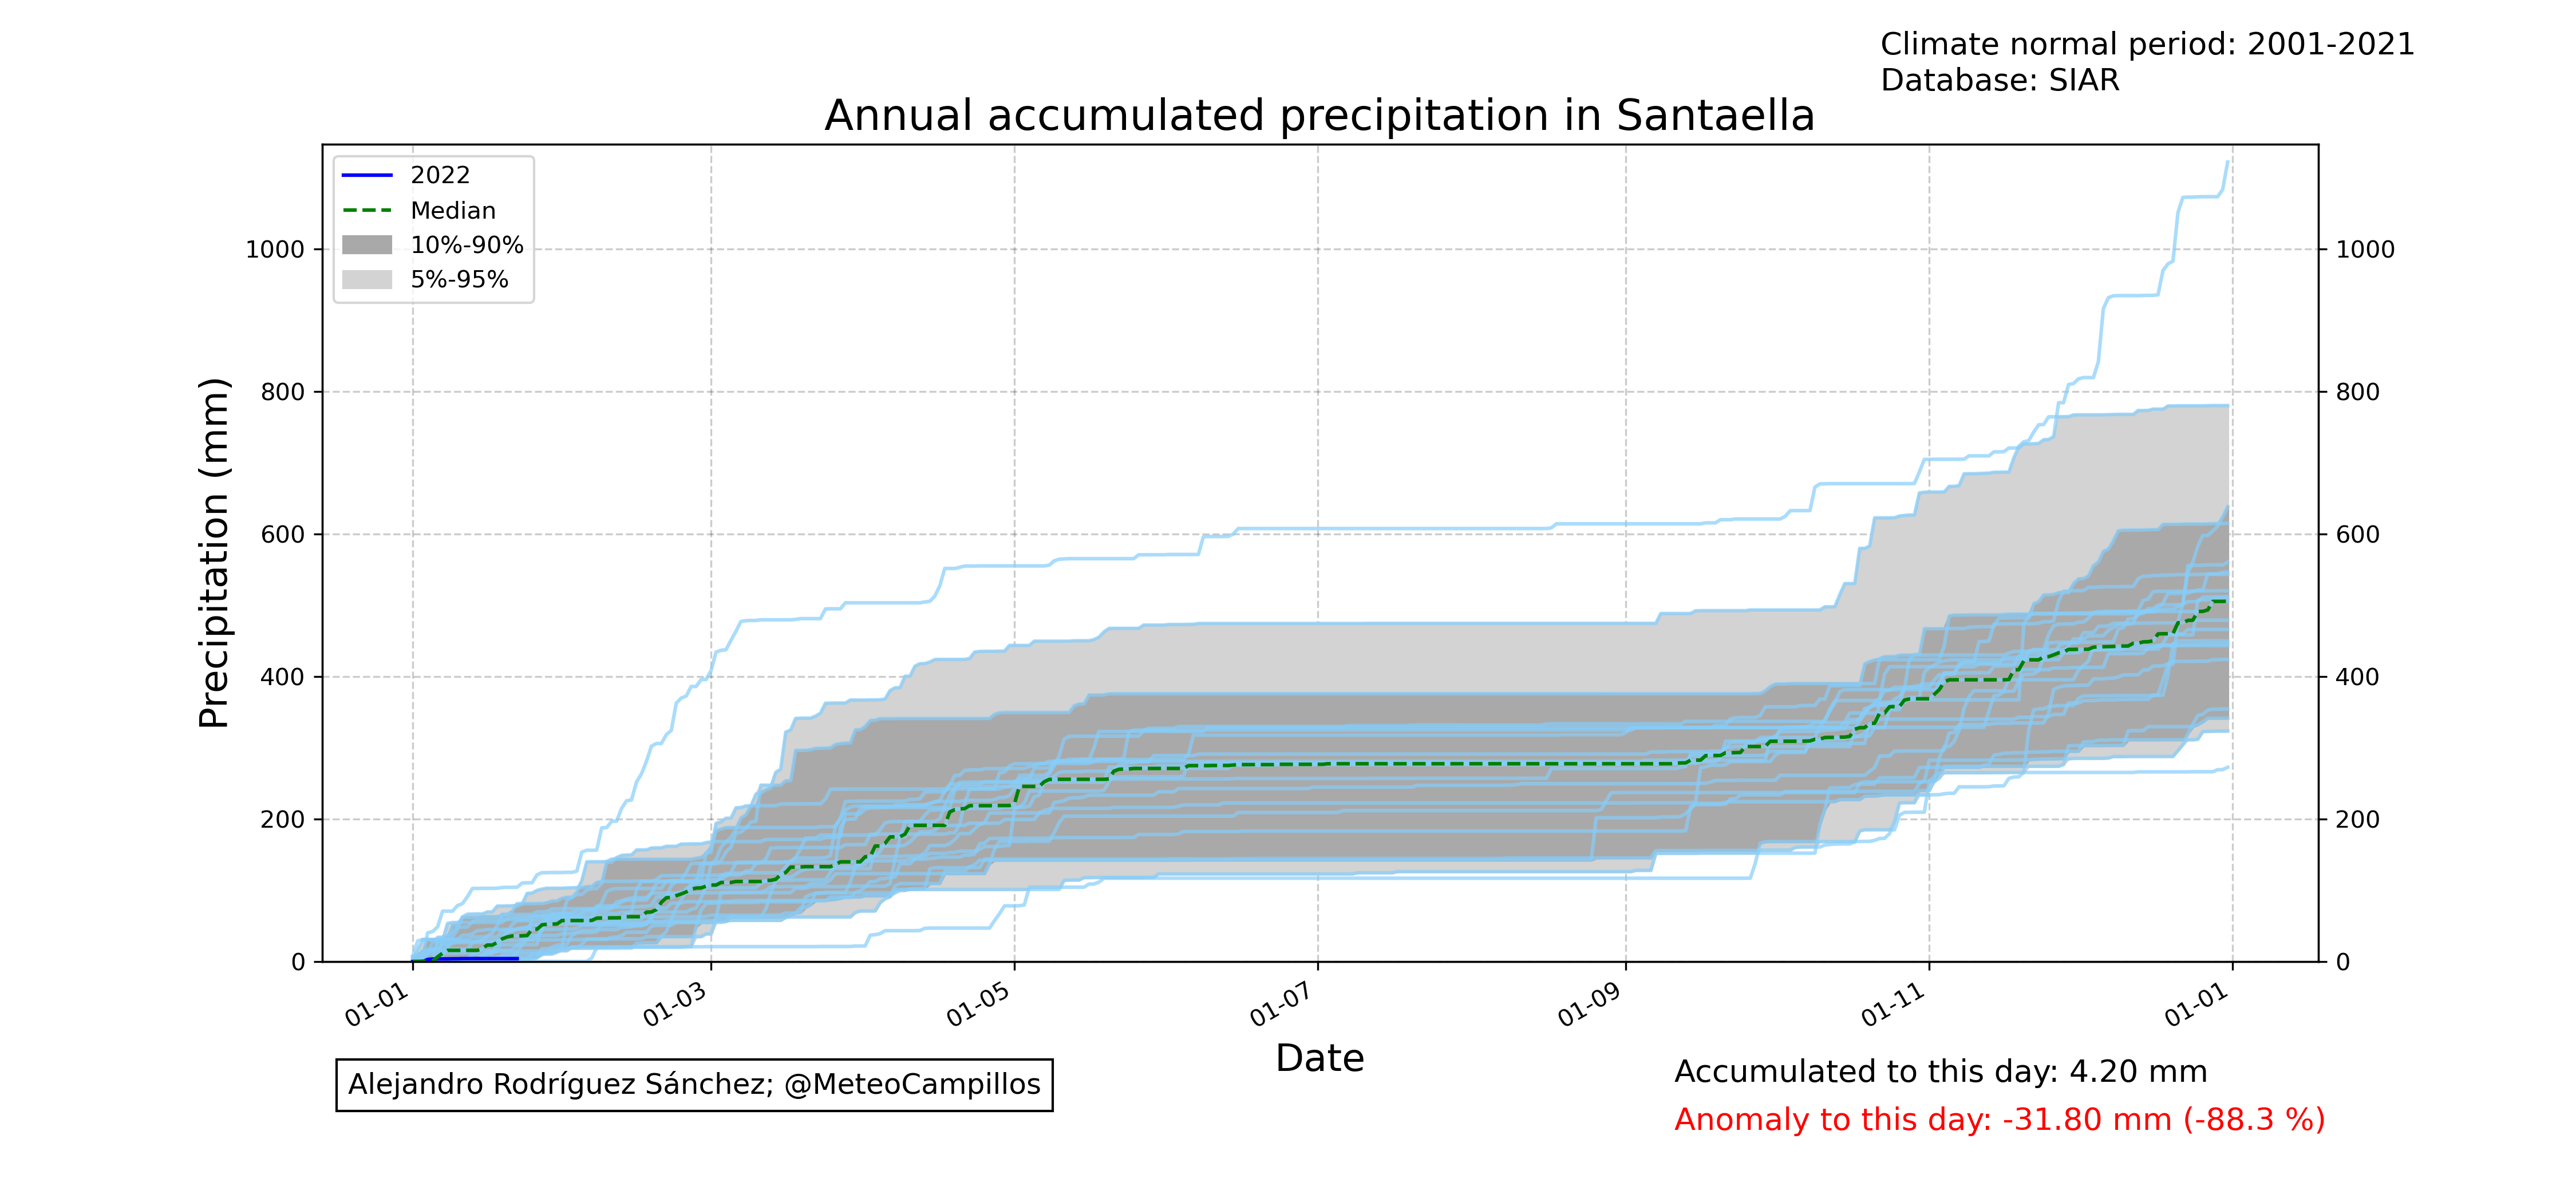 Climate normal period: 2001-2021
Database: SIAR
Annual accumulated precipitation in Santaella
2022
Median
10%-90%
5%-95%
Precipitation (mm)
1000
800
600
400
200
0
1000
800
600
400
200
0
01-01
01-03
01-05
01-07
01-09
01-11
01-01
Date
Alejandro Rodríguez Sánchez; @MeteoCampillos
Accumulated to this day: 4.20 mm
Anomaly to this day: -31.80 mm (-88.3 %)